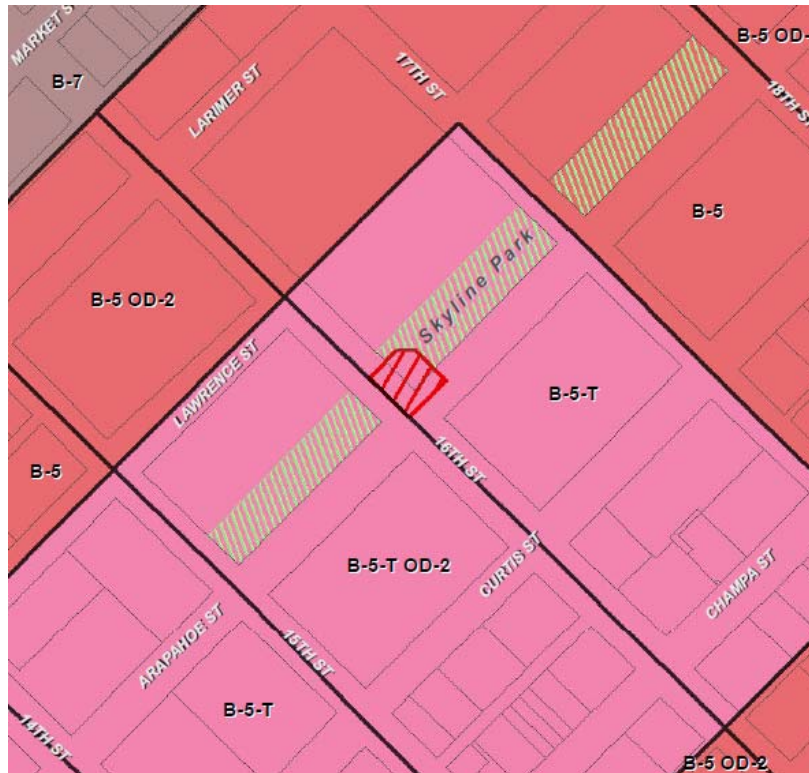 MARKET ST
B-7
LARIMER ST
17TH ST
B-5 OD-
18TH ST
B-5
Skyline Park
B-5 OD-2
LAWRENCE ST
B-5-T
B-5
16TH ST
B-5-T OD-2
CURTIS ST
CHAMPA ST
ARAPAHOE ST
15TH ST
B-5-T
14TH ST
B-5 OD-2